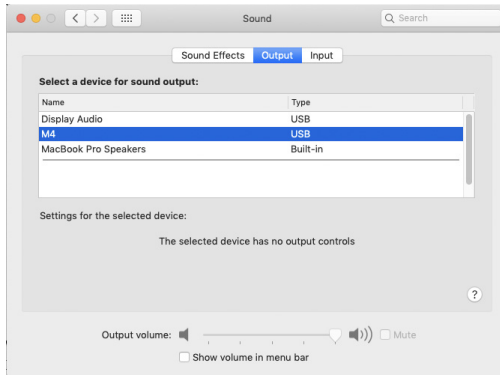 Sound
Search
Sound Effects Output Input
Select a device for sound output:
Name Type
Display Audio USB
M4 USB
MacBook Pro Speakers Built-in
Settings for the selected device:
The selected device has no output controls
?
Output volume: Mute
Show volume in menu bar